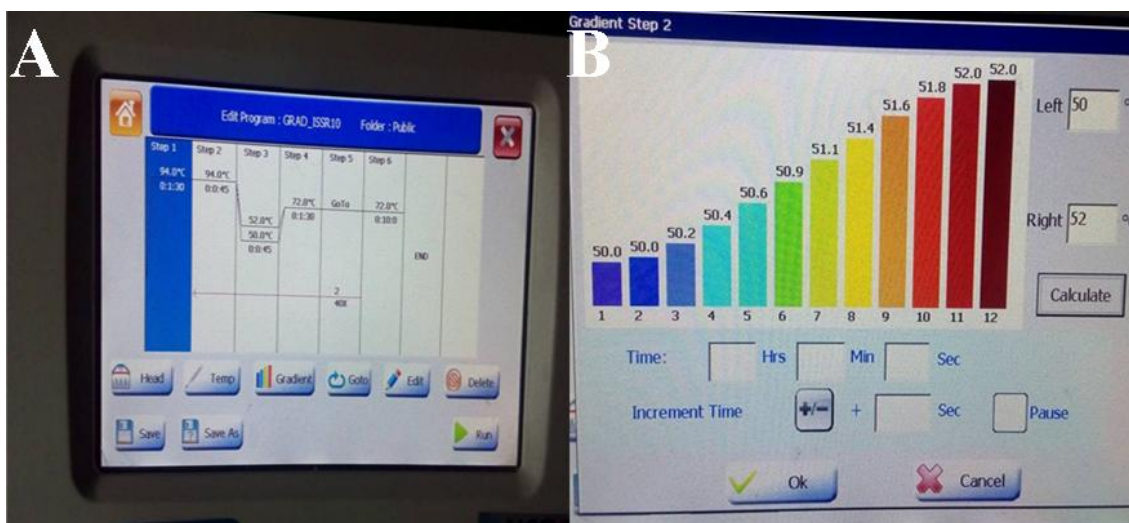 A
Edit Program : GRAD_ISSR10 Folder : Public
Step 1 Step 2 Step 3 Step 4 Step 5 Step 6
94.0°C 94.0°C 72.0°C GoTo 72.0°C
0:1:30 0:0:45 52.0°C 0:1:30 0:10:0
50.0°C
0:0:45
END
2
40X
Head Temp Gradient Goto Edit Delete
Save Save As Run
B
Gradient Step 2
50.0 50.0 50.2 50.4 50.6 50.9 51.1 51.4 51.6 51.8 52.0 52.0
1 2 3 4 5 6 7 8 9 10 11 12
Left 50 °
Right 52 °
Calculate
Time: Hrs Min Sec
Increment Time +/- + Sec Pause
Ok Cancel